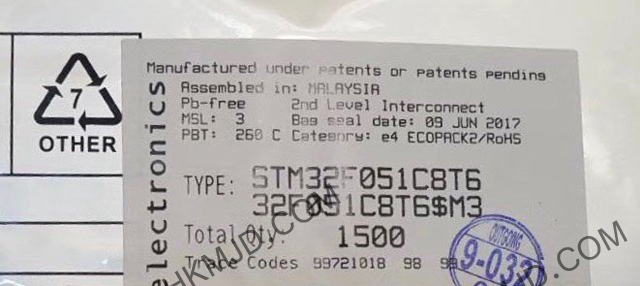 7
OTHER
electronics
Manufactured under patents or patents pending
Assembled in: MALAYSIA
Pb-free 2nd Level Interconnect
MSL: 3 Bag seal date: 09 JUN 2017
PBT: 260 C Category: e4 ECOPACK2/RoHS
TYPE: STM32F051C8T6
32F051C8T6$M3
Total Qty: 1500
Trace Codes 99721018 98
OUTGOING
9-033
HKMJD.COM
.COM